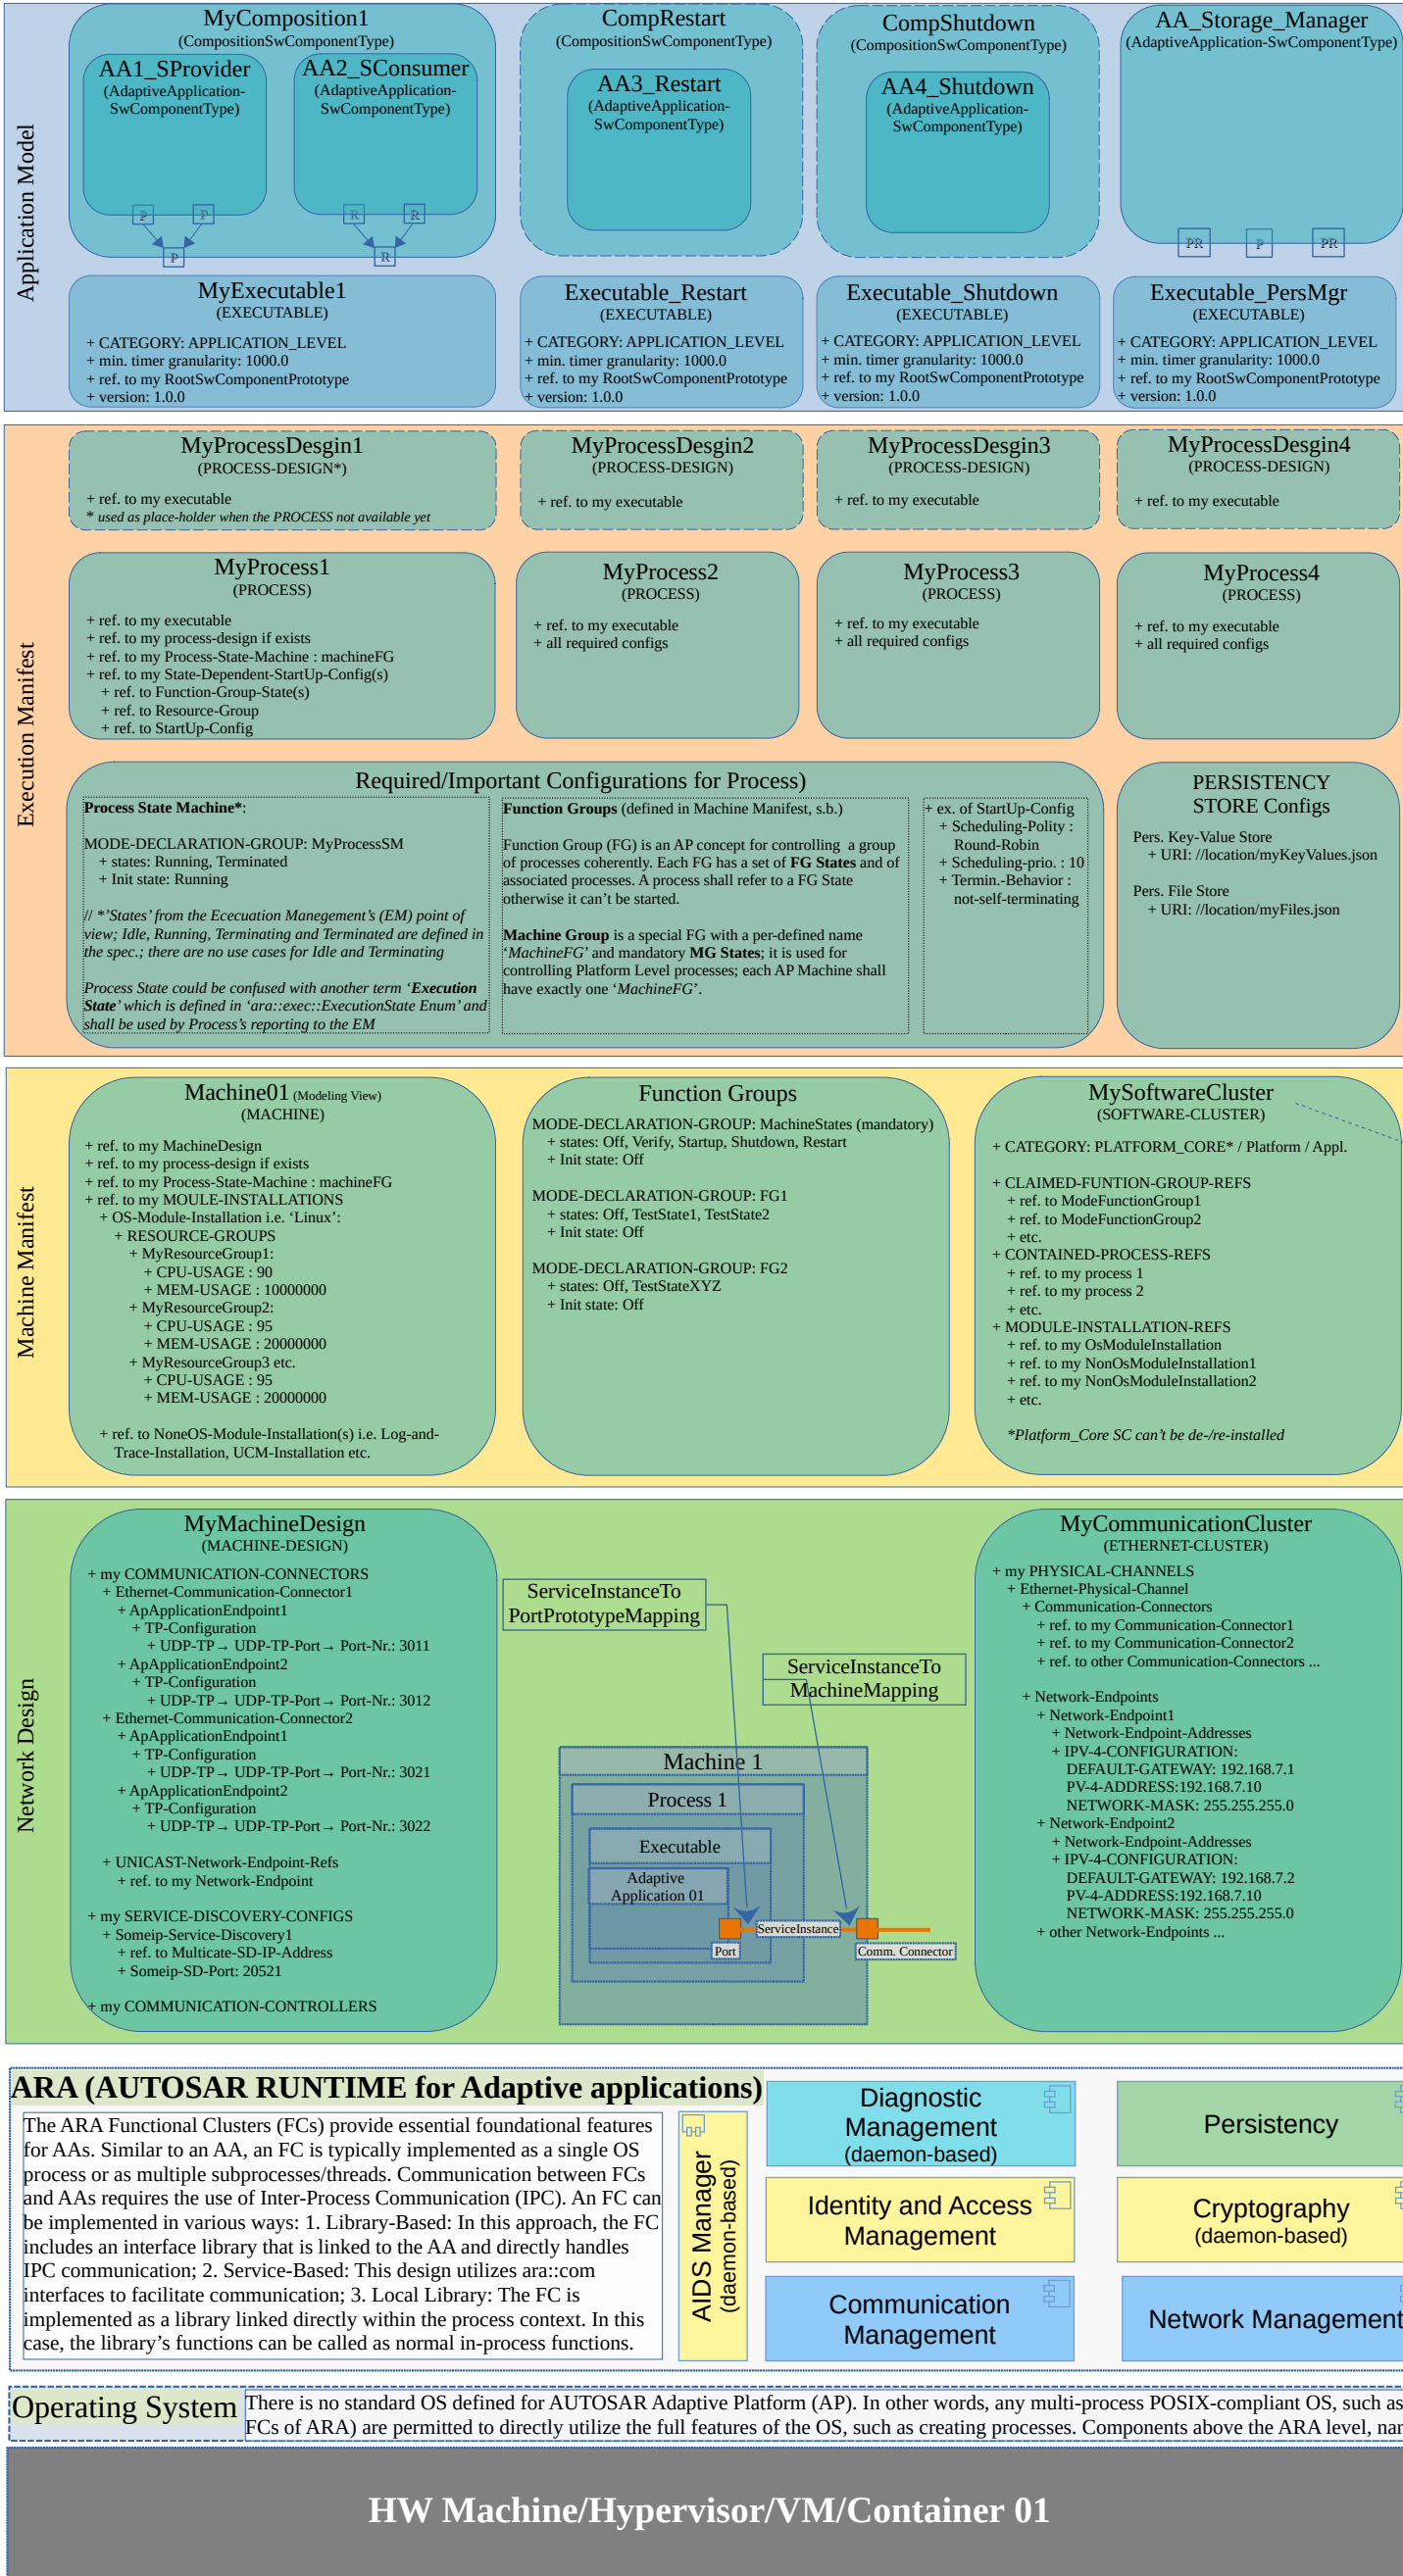 Application Model
MyComposition1
(CompositionSwComponentType)
AA1_SProvider
(AdaptiveApplication-
SwComponentType)
P
P
P
AA2_SConsumer
(AdaptiveApplication-
SwComponentType)
R
R
R
CompRestart
(CompositionSwComponentType)
AA3_Restart
(AdaptiveApplication-
SwComponentType)
CompShutdown
(CompositionSwComponentType)
AA4_Shutdown
(AdaptiveApplication-
SwComponentType)
AA_Storage_Manager
(AdaptiveApplication-SwComponentType)
PR
P
PR
MyExecutable1
(EXECUTABLE)
+ CATEGORY: APPLICATION_LEVEL
+ min. timer granularity: 1000.0
+ ref. to my RootSwComponentPrototype
+ version: 1.0.0
Executable_Restart
(EXECUTABLE)
+ CATEGORY: APPLICATION_LEVEL
+ min. timer granularity: 1000.0
+ ref. to my RootSwComponentPrototype
+ version: 1.0.0
Executable_Shutdown
(EXECUTABLE)
+ CATEGORY: APPLICATION_LEVEL
+ min. timer granularity: 1000.0
+ ref. to my RootSwComponentPrototype
+ version: 1.0.0
Executable_PersMgr
(EXECUTABLE)
+ CATEGORY: APPLICATION_LEVEL
+ min. timer granularity: 1000.0
+ ref. to my RootSwComponentPrototype
+ version: 1.0.0
Execution Manifest
MyProcessDesgin1
(PROCESS-DESIGN*)
+ ref. to my executable
* used as place-holder when the PROCESS not available yet
MyProcessDesgin2
(PROCESS-DESIGN)
+ ref. to my executable
MyProcessDesgin3
(PROCESS-DESIGN)
+ ref. to my executable
MyProcessDesgin4
(PROCESS-DESIGN)
+ ref. to my executable
MyProcess1
(PROCESS)
+ ref. to my executable
+ ref. to my process-design if exists
+ ref. to my Process-State-Machine : machineFG
+ ref. to my State-Dependent-StartUp-Config(s)
+ ref. to Function-Group-State(s)
+ ref. to Resource-Group
+ ref. to StartUp-Config
MyProcess2
(PROCESS)
+ ref. to my executable
+ all required configs
MyProcess3
(PROCESS)
+ ref. to my executable
+ all required configs
MyProcess4
(PROCESS)
+ ref. to my executable
+ all required configs
Required/Important Configurations for Process)
Process State Machine*:
MODE-DECLARATION-GROUP: MyProcessSM
+ states: Running, Terminated
+ Init state: Running
// *’States’ from the Ececuation Manegement’s (EM) point of
view; Idle, Running, Terminating and Terminated are defined in
the spec.; there are no use cases for Idle and Terminating
Process State could be confused with another term ‘Execution
State’ which is defined in ‘ara::exec::ExecutionState Enum’ and
shall be used by Process’s reporting to the EM
Function Groups (defined in Machine Manifest, s.b.)
Function Group (FG) is an AP concept for controlling a group
of processes coherently. Each FG has a set of FG States and of
associated processes. A process shall refer to a FG State
otherwise it can’t be started.
Machine Group is a special FG with a per-defined name
‘MachineFG’ and mandatory MG States; it is used for
controlling Platform Level processes; each AP Machine shall
have exactly one ‘MachineFG’.
+ ex. of StartUp-Config
+ Scheduling-Polity :
Round-Robin
+ Scheduling-prio. : 10
+ Termin.-Behavior :
not-self-terminating
PERSISTENCY
STORE Configs
Pers. Key-Value Store
+ URI: //location/myKeyValues.json
Pers. File Store
+ URI: //location/myFiles.json
Machine Manifest
Machine01 (Modeling View)
(MACHINE)
+ ref to my MachineDesign
+ ref. to my process-design if exists
+ ref. to my Process-State-Machine : machineFG
+ ref. to my MOULE-INSTALLATIONS
+ OS-Module-Installation i.e. ‘Linux’:
+ RESOURCE-GROUPS
+ MyResourceGroup1:
+ CPU-USAGE : 90
+ MEM-USAGE : 10000000
+ MyResourceGroup2:
+ CPU-USAGE : 95
+ MEM-USAGE : 20000000
+ MyResourceGroup3 etc.
+ CPU-USAGE : 95
+ MEM-USAGE : 20000000
+ ref. to NoneOS-Module-Installation(s) i.e. Log-and-
Trace-Installation, UCM-Installation etc.
Function Groups
MODE-DECLARATION-GROUP: MachineStates (mandatory)
+ states: Off, Verify, Startup, Shutdown, Restart
+ Init state: Off
MODE-DECLARATION-GROUP: FG1
+ states: Off, TestState1, TestState2
+ Init state: Off
MODE-DECLARATION-GROUP: FG2
+ states: Off, TestStateXYZ
+ Init state: Off
MySoftwareCluster
(SOFTWARE-CLUSTER)
+ CATEGORY: PLATFORM_CORE* / Platform / Appl.
+ CLAIMED-FUNTION-GROUP-REFS
+ ref. to ModeFunctionGroup1
+ ref. to ModeFunctionGroup2
+ etc.
+ CONTAINED-PROCESS-REFS
+ ref. to my process 1
+ ref. to my process 2
+ etc.
+ MODULE-INSTALLATION-REFS
+ ref. to my OsModuleInstallation
+ ref. to my NonOsModuleInstallation1
+ ref. to my NonOsModuleInstallation2
+ etc.
*Platform_Core SC can’t be de-/re-installed
Network Design
MyMachineDesign
(MACHINE-DESIGN)
+ my COMMUNICATION-CONNECTORS
+ Ethernet-Communication-Connector1
+ ApApplicationEndpoint1
+ TP-Configuration
+ UDP-TP→ UDP-TP-Port→ Port-Nr.: 3011
+ ApApplicationEndpoint2
+ TP-Configuration
+ UDP-TP→ UDP-TP-Port→ Port-Nr.: 3012
+ Ethernet-Communication-Connector2
+ ApApplicationEndpoint1
+ TP-Configuration
+ UDP-TP→ UDP-TP-Port→ Port-Nr.: 3021
+ ApApplicationEndpoint2
+ TP-Configuration
+ UDP-TP→ UDP-TP-Port→ Port-Nr.: 3022
+ UNICAST-Network-Endpoint-Refs
+ ref. to my Network-Endpoint
+ my SERVICE-DISCOVERY-CONFIGS
+ Someip-Service-Discovery1
+ ref. to Multicate-SD-IP-Address
+ Someip-SD-Port: 20521
+ my COMMUNICATION-CONTROLLERS
ServiceInstanceTo
PortPrototypeMapping
ServiceInstanceTo
MachineMapping
Machine 1
Process 1
Executable
Adaptive
Application 01
ServiceInstance
Port
Comm. Connector
MyCommunicationCluster
(ETHERNET-CLUSTER)
+ my PHYSICAL-CHANNELS
+ Ethernet-Physical-Channel
+ Communication-Connectors
+ ref. to my Communication-Connector1
+ ref. to my Communication-Connector2
+ ref. to other Communication-Connectors ...
+ Network-Endpoints
+ Network-Endpoint1
+ Network-Endpoint-Addresses
+ IPV-4-CONFIGURATION:
DEFAULT-GATEWAY: 192.168.7.1
PV-4-ADDRESS:192.168.7.10
NETWORK-MASK: 255.255.255.0
+ Network-Endpoint2
+ Network-Endpoint-Addresses
+ IPV-4-CONFIGURATION:
DEFAULT-GATEWAY: 192.168.7.2
PV-4-ADDRESS:192.168.7.10
NETWORK-MASK: 255.255.255.0
+ other Network-Endpoints ...
ARA (AUTOSAR RUNTIME for Adaptive applications)
The ARA Functional Clusters (FCs) provide essential foundational features
for AAs. Similar to an AA, an FC is typically implemented as a single OS
process or as multiple subprocesses/threads. Communication between FCs
and AAs requires the use of Inter-Process Communication (IPC). An FC can
be implemented in various ways: 1. Library-Based: In this approach, the FC
includes an interface library that is linked to the AA and directly handles
IPC communication; 2. Service-Based: This design utilizes ara::com
interfaces to facilitate communication; 3. Local Library: The FC is
implemented as a library linked directly within the process context. In this
case, the library’s functions can be called as normal in-process functions.
AIDS Manager
(daemon-based)
Diagnostic
Management
(daemon-based)
Persistency
Identity and Access
Management
Cryptography
(daemon-based)
Communication
Management
Network Management
Operating System
There is no standard OS defined for AUTOSAR Adaptive Platform (AP). In other words, any multi-process POSIX-compliant OS, such as
FCs of ARA) are permitted to directly utilize the full features of the OS, such as creating processes. Components above the ARA level, nar
HW Machine/Hypervisor/VM/Container 01